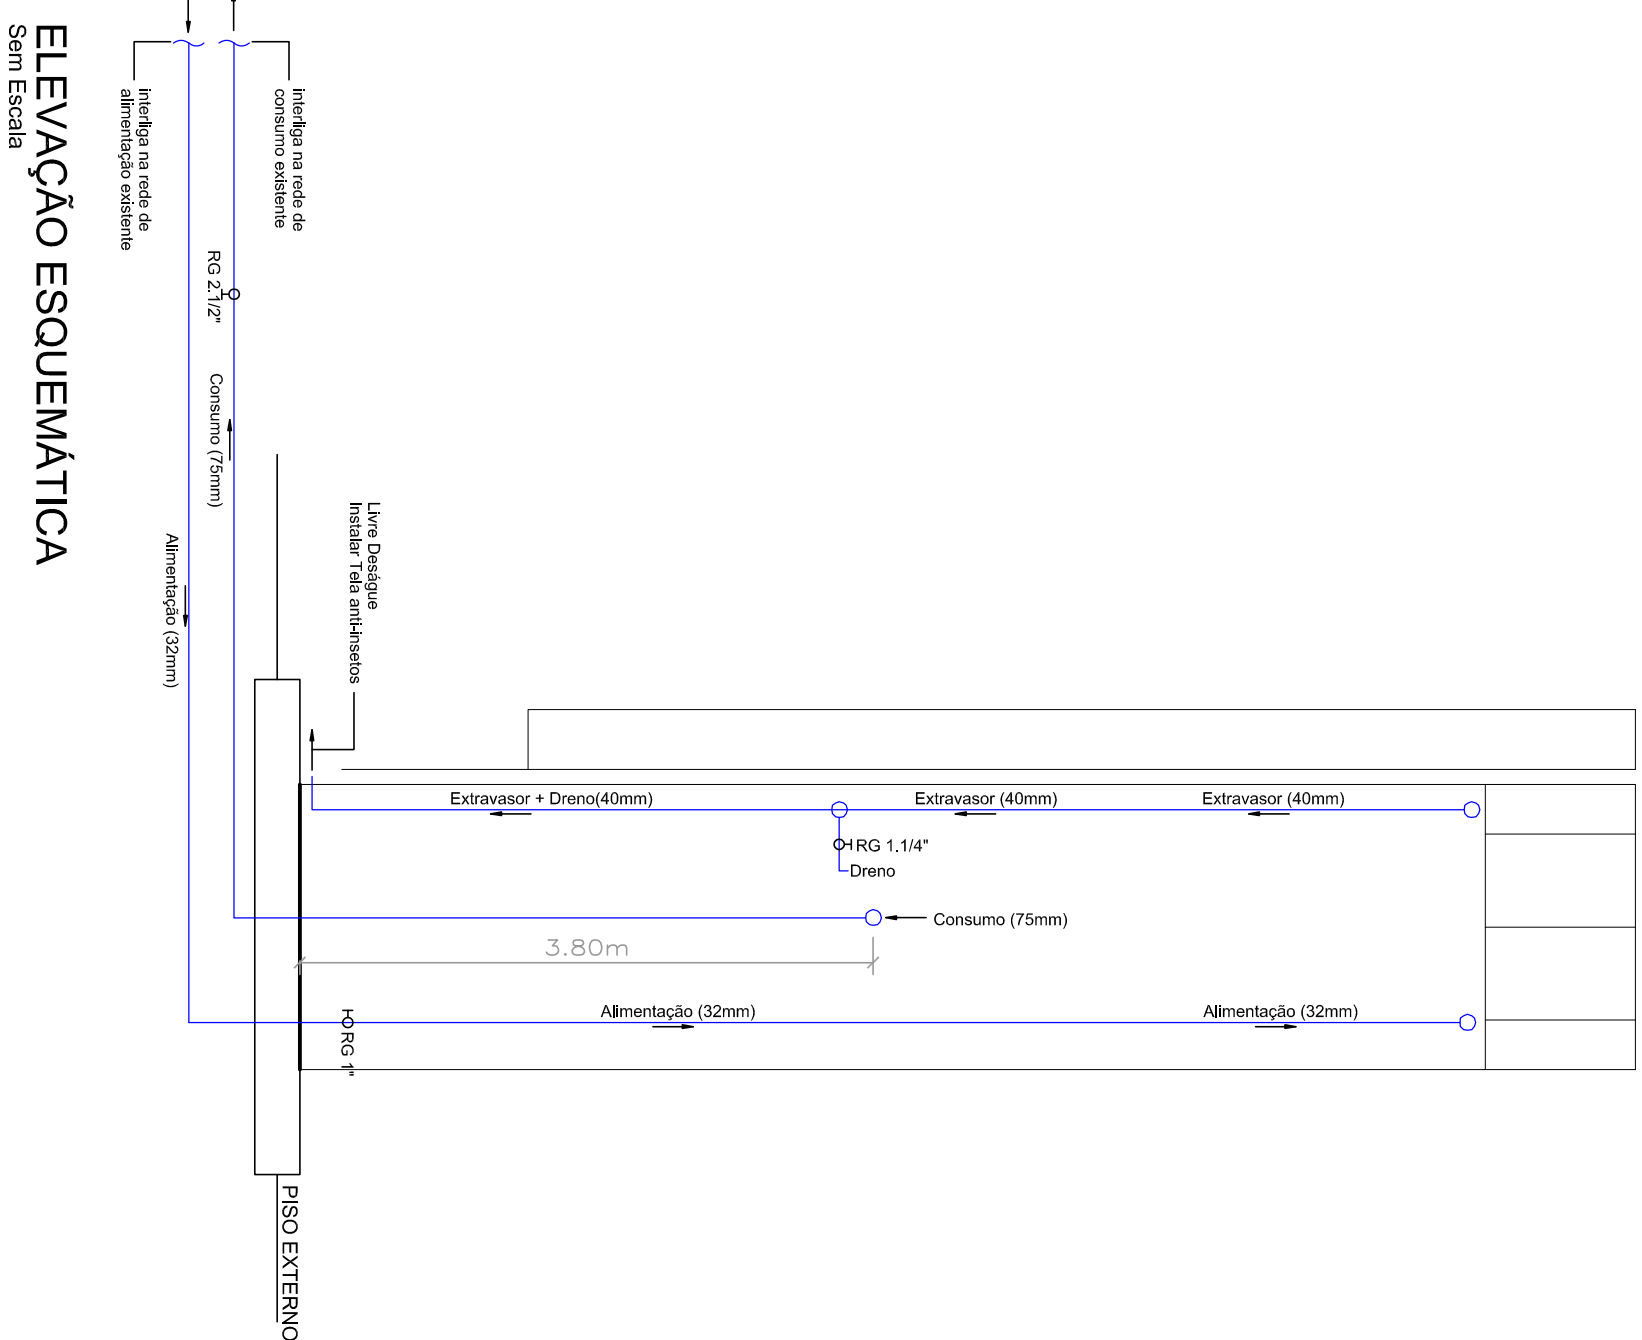 ELEVAÇÃO ESQUEMÁTICA
Sem Escala
interliga na rede de
consumo existente
interliga na rede de
alimentação existente
RG 2.1/2"
Consumo (75mm)
Alimentação (32mm)
Livre Deságue
Instalar Tela anti-insetos
Extravasor + Dreno(40mm)
Extravasor (40mm)
Extravasor (40mm)
RG 1.1/4"
Dreno
Consumo (75mm)
3.80m
Alimentação (32mm)
Alimentação (32mm)
RG 1"
PISO EXTERNO